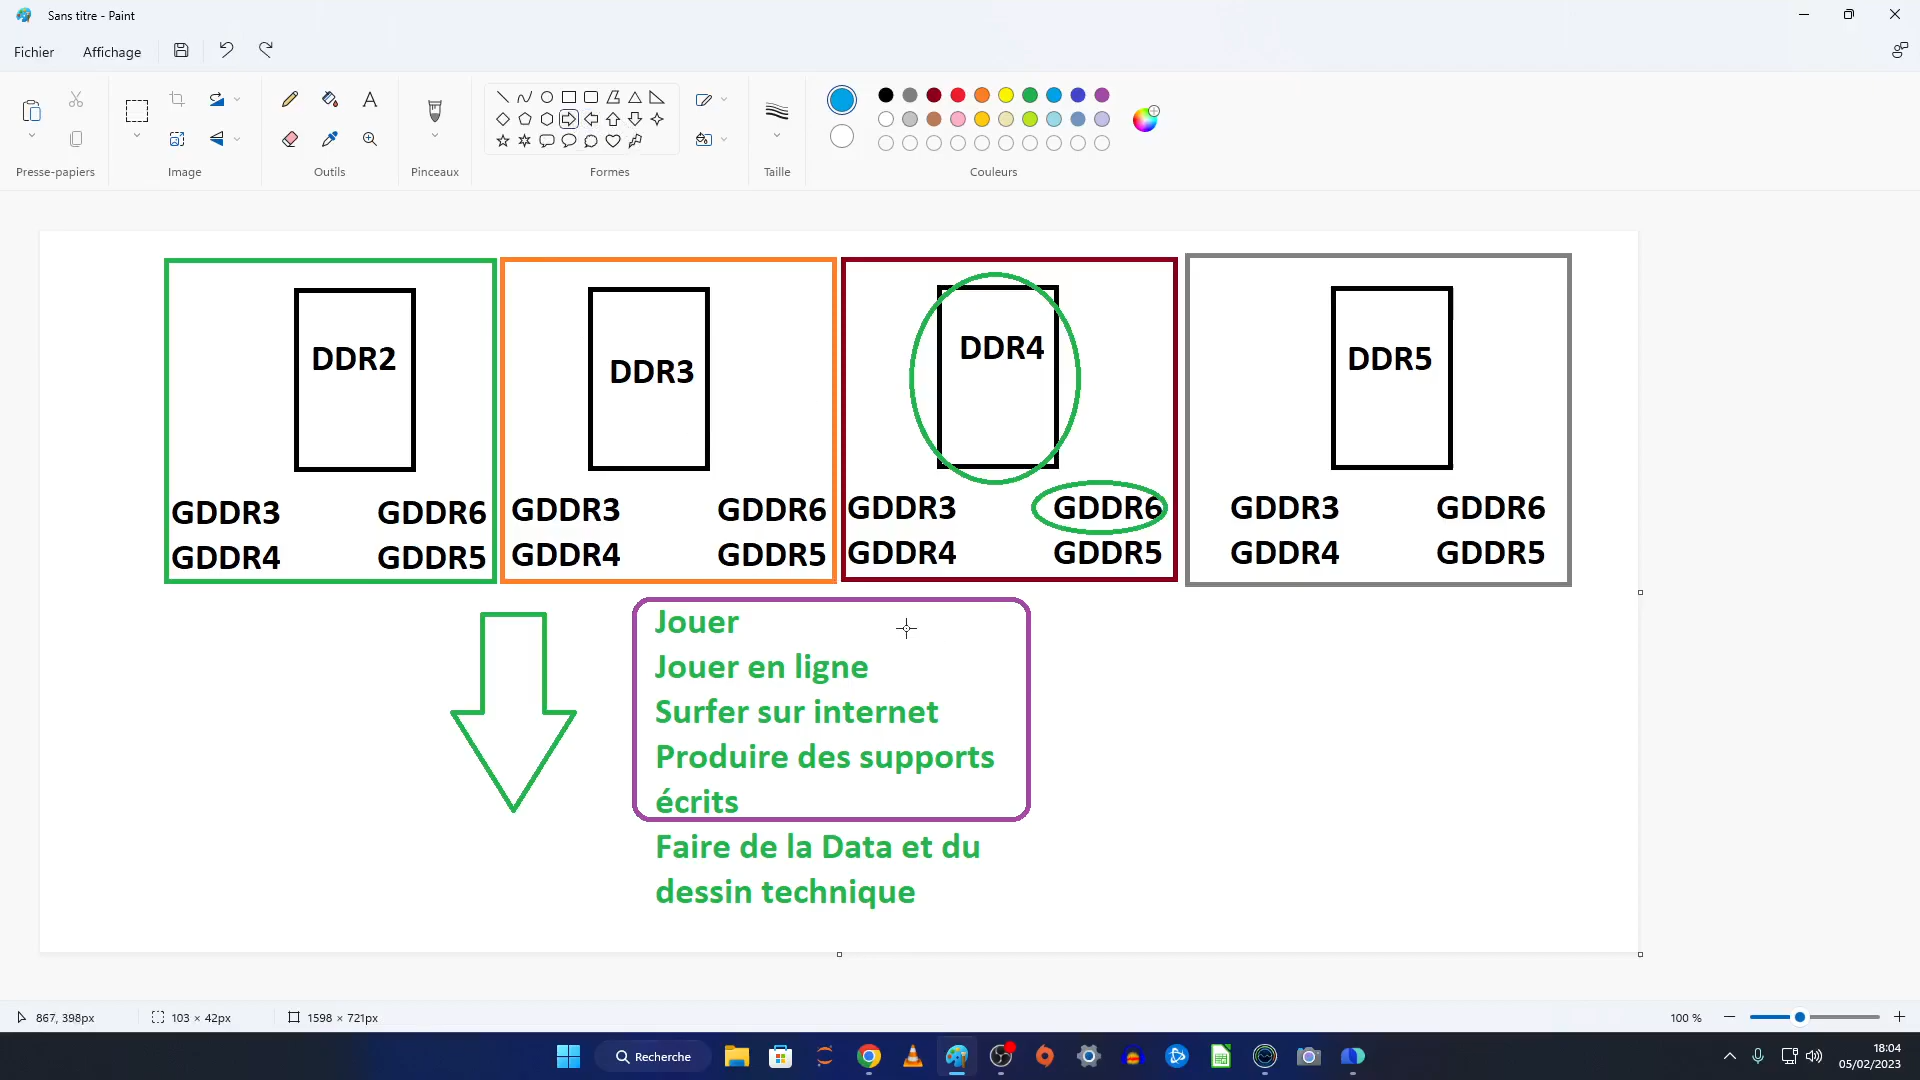 Sans titre - Paint
Fichier Affichage
Presse-papiers Image Outils Pinceaux Formes Taille Couleurs
DDR2 DDR3 DDR4 DDR5
GDDR3 GDDR6 GDDR3 GDDR6 GDDR3 GDDR6 GDDR3 GDDR6
GDDR4 GDDR5 GDDR4 GDDR5 GDDR4 GDDR5 GDDR4 GDDR5
Jouer
Jouer en ligne
Surfer sur internet
Produire des supports
écrits
Faire de la Data et du
dessin technique
867, 398px 103 × 42px 1598 × 721px 100 %
Recherche
18:04
05/02/2023